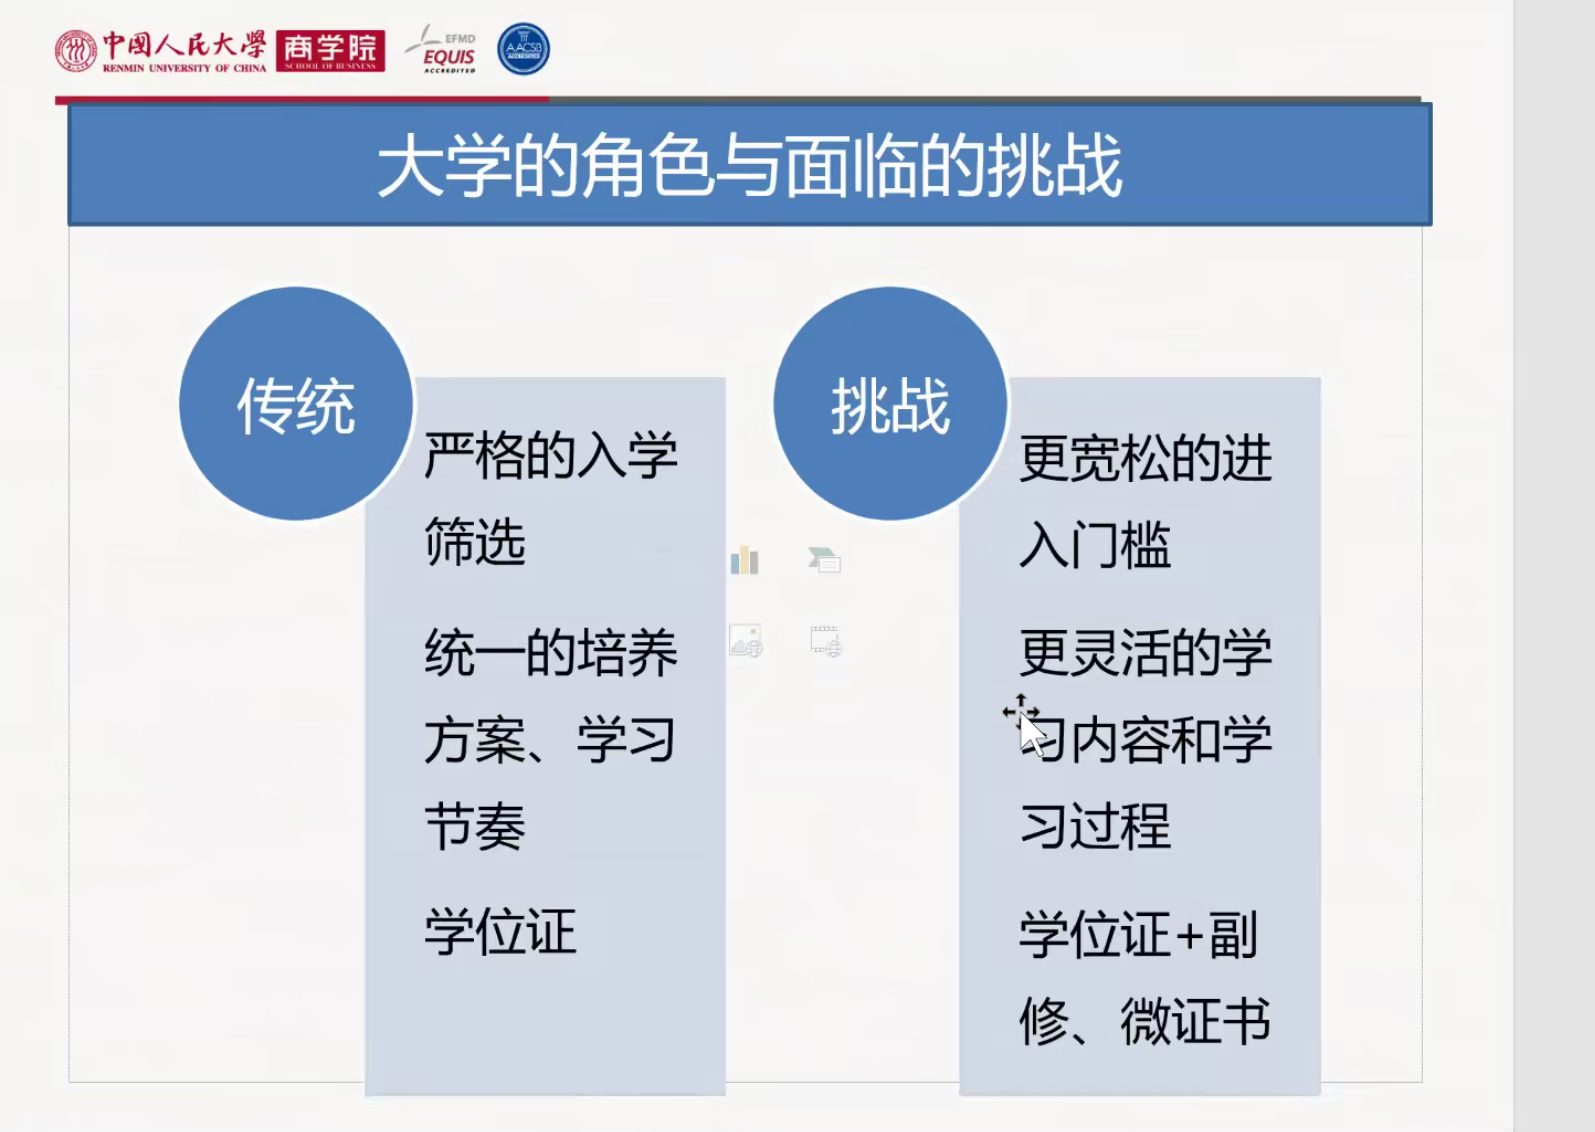 中国人民大学
RENMIN UNIVERSITY OF CHINA
商学院
SCHOOL OF BUSINESS
EFMD
EQUIS
ACCREDITED
AACSB
ACCREDITED
大学的角色与面临的挑战
传统
严格的入学
筛选
统一的培养
方案、学习
节奏
学位证
挑战
更宽松的进
入门槛
更灵活的学
习内容和学
习过程
学位证+副
修、微证书